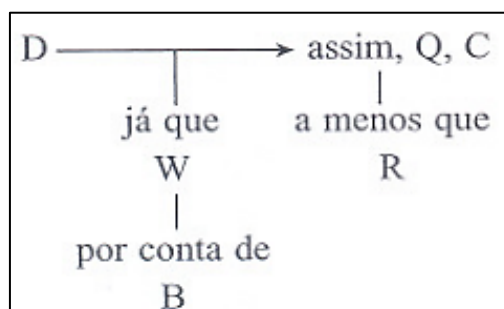 D assim, Q, C
já que a menos que
W R
por conta de
B